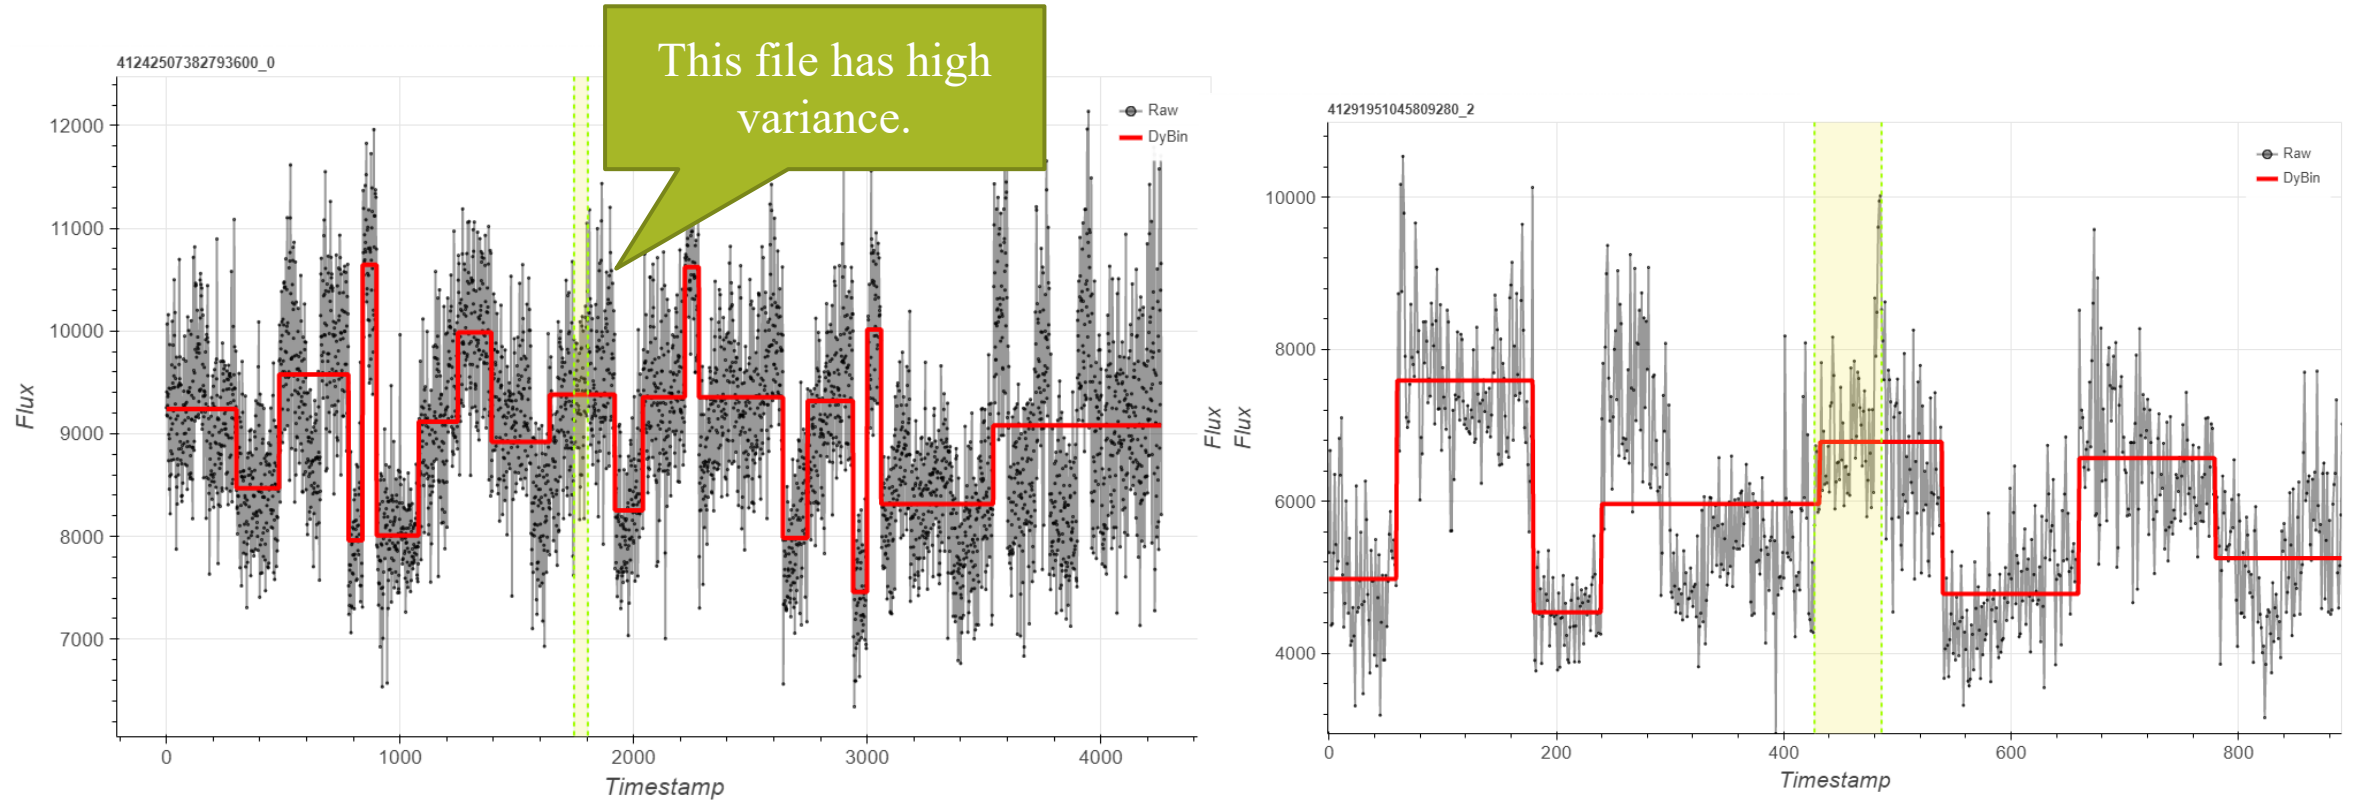 This file has high
variance.
41242507382793600_0
Raw
DyBin
12000
11000
10000
9000
8000
7000
Flux
0
1000
2000
3000
4000
Timestamp
Flux
41291951045809280_2
Raw
DyBin
10000
8000
6000
4000
Flux
0
200
400
600
800
Timestamp